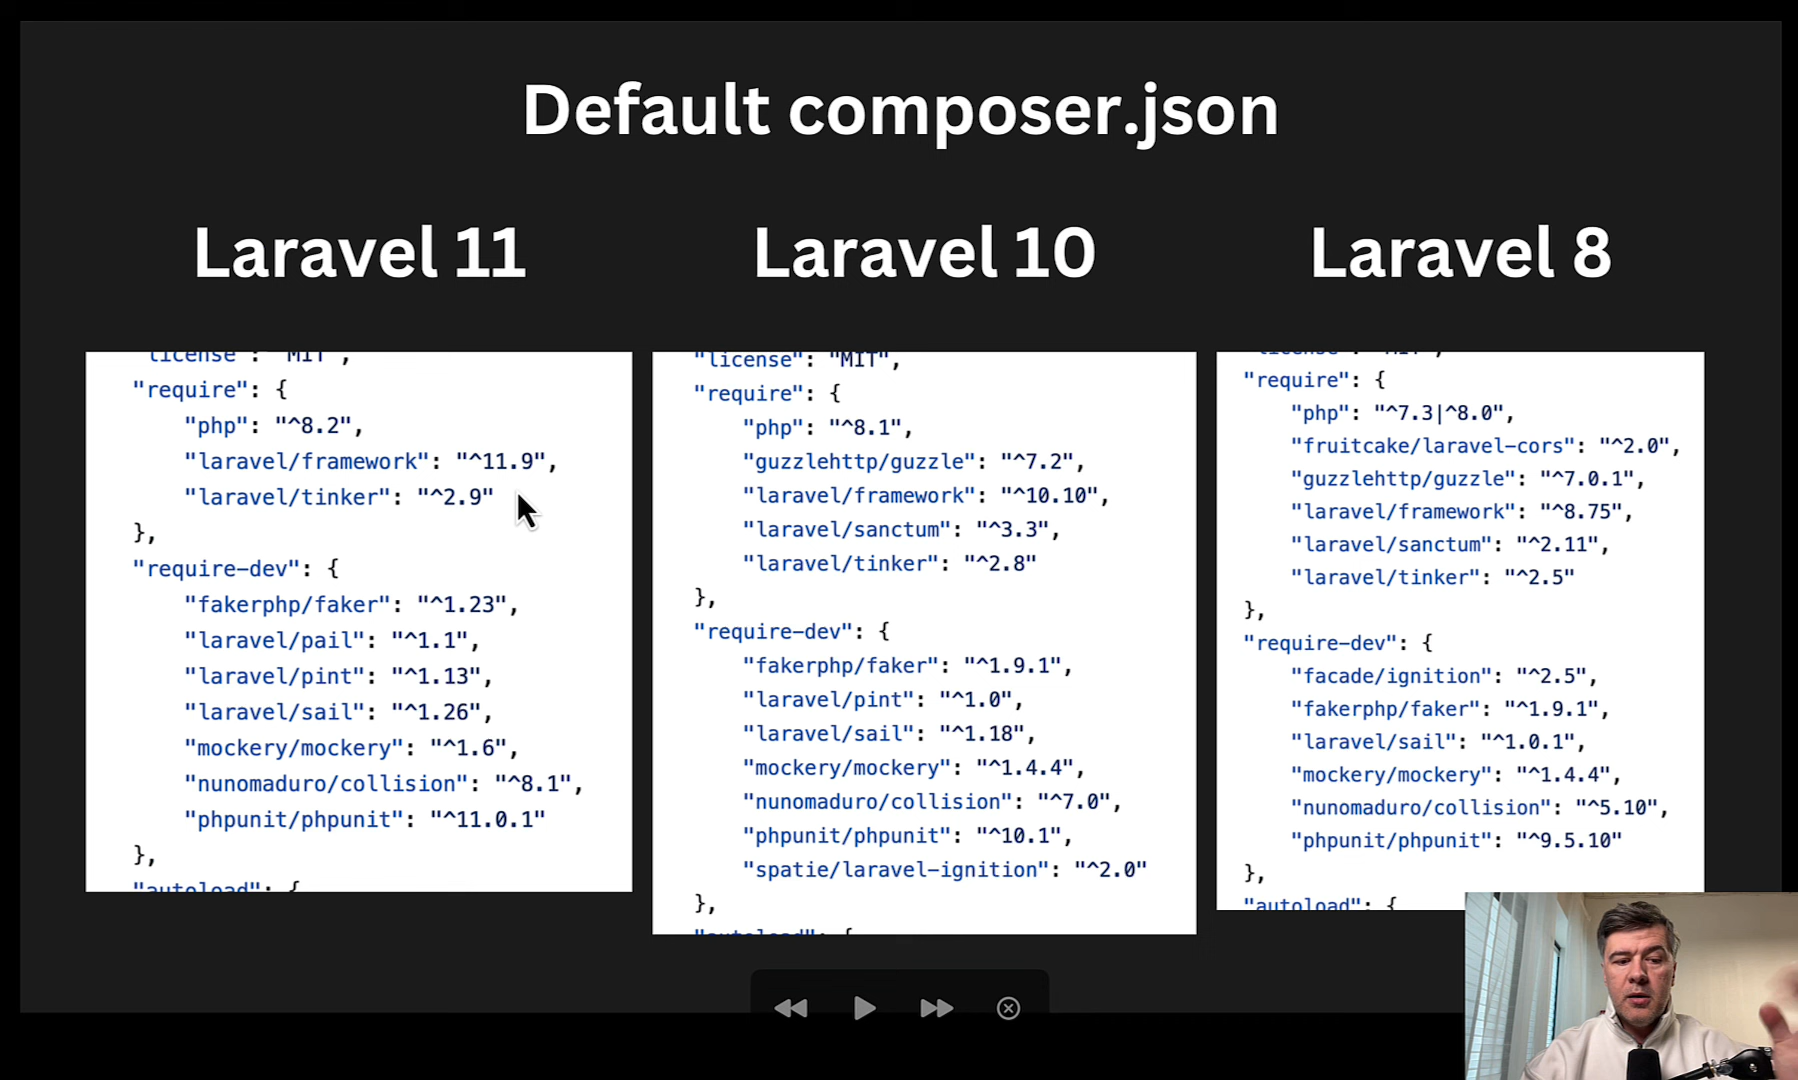 Default composer.json
Laravel 11
"license": "MIT",
"require": {
"php": "^8.2",
"laravel/framework": "^11.9",
"laravel/tinker": "^2.9"
},
"require-dev": {
"fakerphp/faker": "^1.23",
"laravel/pail": "^1.1",
"laravel/pint": "^1.13",
"laravel/sail": "^1.26",
"mockery/mockery": "^1.6",
"nunomaduro/collision": "^8.1",
"phpunit/phpunit": "^11.0.1"
},
"autoload": {
Laravel 10
"license": "MIT",
"require": {
"php": "^8.1",
"guzzlehttp/guzzle": "^7.2",
"laravel/framework": "^10.10",
"laravel/sanctum": "^3.3",
"laravel/tinker": "^2.8"
},
"require-dev": {
"fakerphp/faker": "^1.9.1",
"laravel/pint": "^1.0",
"laravel/sail": "^1.18",
"mockery/mockery": "^1.4.4",
"nunomaduro/collision": "^7.0",
"phpunit/phpunit": "^10.1",
"spatie/laravel-ignition": "^2.0"
},
"autoload": {
Laravel 8
"license": "MIT",
"require": {
"php": "^7.3|^8.0",
"fruitcake/laravel-cors": "^2.0",
"guzzlehttp/guzzle": "^7.0.1",
"laravel/framework": "^8.75",
"laravel/sanctum": "^2.11",
"laravel/tinker": "^2.5"
},
"require-dev": {
"facade/ignition": "^2.5",
"fakerphp/faker": "^1.9.1",
"laravel/sail": "^1.0.1",
"mockery/mockery": "^1.4.4",
"nunomaduro/collision": "^5.10",
"phpunit/phpunit": "^9.5.10"
},
"autoload": {